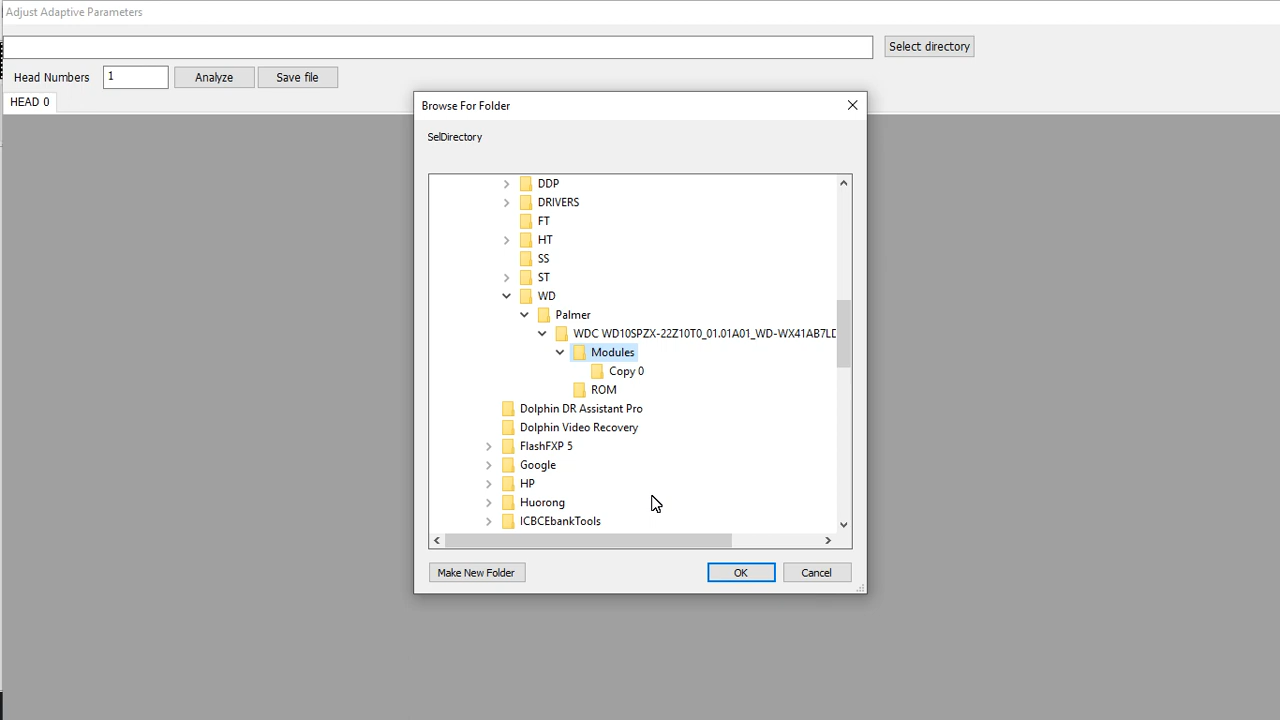 Adjust Adaptive Parameters
Select directory
Head Numbers 1 Analyze Save file
HEAD 0
Browse For Folder
SelDirectory
DDP
DRIVERS
FT
HT
SS
ST
WD
Palmer
WDC WD10SPZX-22Z10T0_01.01A01_WD-WX41AB7LD
Modules
Copy 0
ROM
Dolphin DR Assistant Pro
Dolphin Video Recovery
FlashFXP 5
Google
HP
Huorong
ICBCEbankTools
Make New Folder OK Cancel